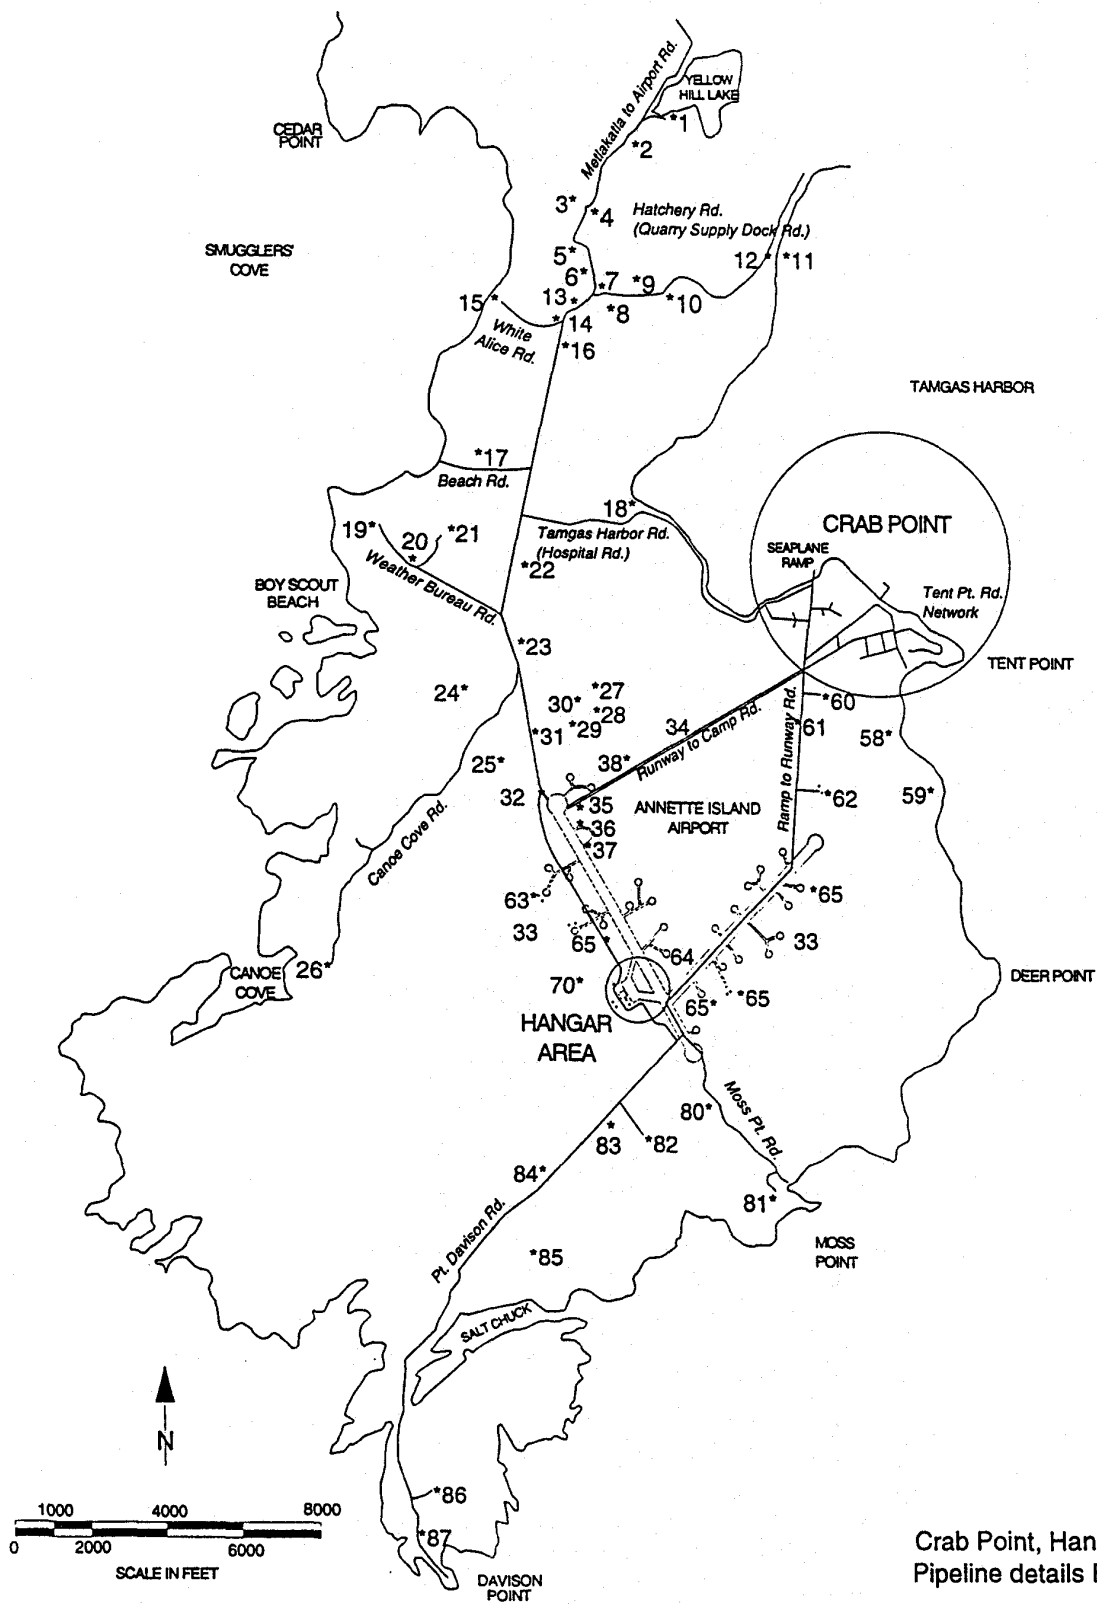 Metlakatla to Airport Rd.
YELLOW
HILL LAKE
*1
*2
CEDAR
POINT
3*
*4
Hatchery Rd.
(Quarry Supply Dock Rd.)
SMUGGLERS'
COVE
5*
12*
*11
6*
*7
*9
13
*
*8
*10
15*
*
14
White
Alice Rd.
*16
TAMGAS HARBOR
*17
Beach Rd.
18*
CRAB POINT
19*
20
*
*21
Tamgas Harbor Rd.
(Hospital Rd.)
SEAPLANE
RAMP
*22
Weather Bureau Rd.
BOY SCOUT
BEACH
Tent Pt. Rd.
Network
*23
TENT POINT
24*
*27
30*
*28
*29
*31
34
Runway to Camp Rd.
*60
*61
58*
25*
38*
Ramp to Runway Rd.
32
*
*35
ANNETTE ISLAND
AIRPORT
*62
59*
*36
*37
Canoe Cove Rd.
63*
*65
33
65*
64
33
26*
CANOE
COVE
70*
*65
65*
DEER POINT
HANGAR
AREA
80*
Moss Pt. Rd.
*
83
*82
84*
81*
Pt. Davison Rd.
*85
MOSS
POINT
SALT CHUCK
N
*86
1000 4000 8000
0 2000 6000
SCALE IN FEET
*87
DAVISON
POINT
Crab Point, Han
Pipeline details